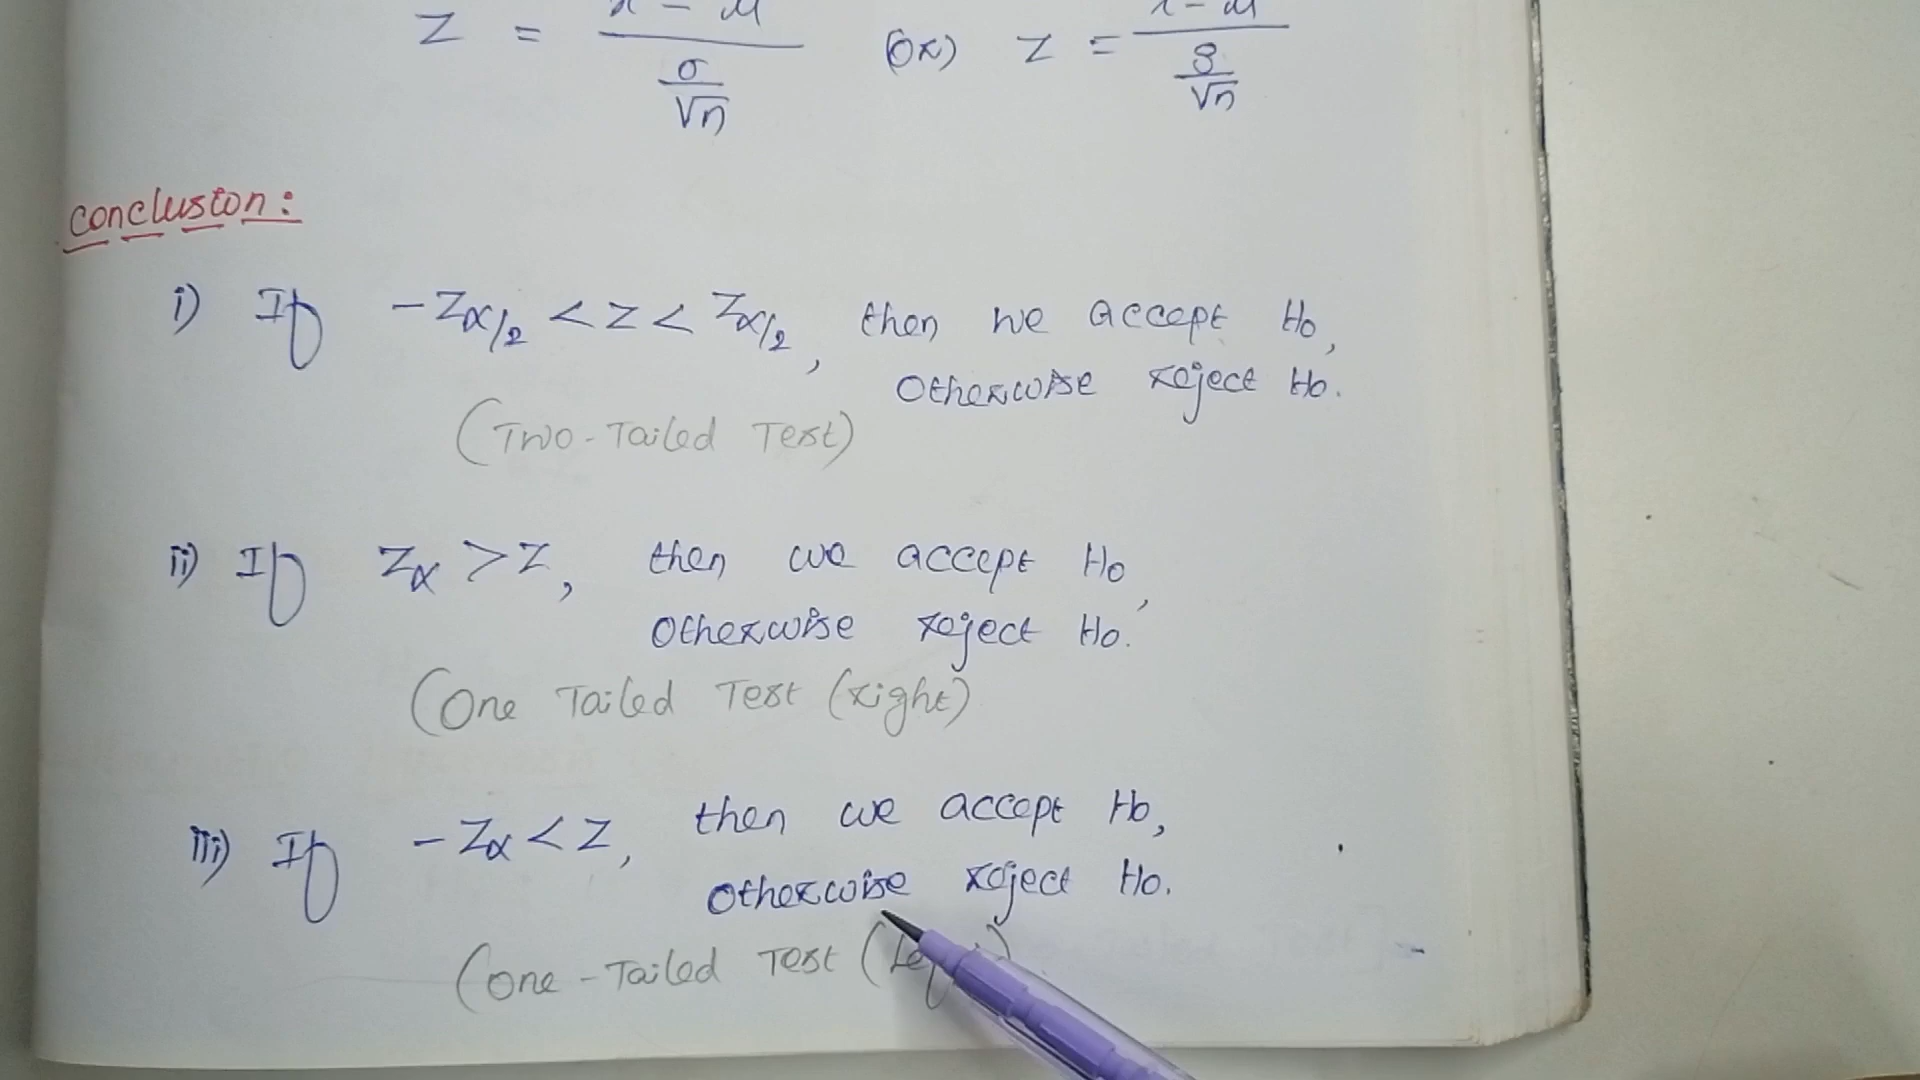 Z = x - μ / σ/√n (or) Z = x - μ / S/√n
Conclusion:
i) If -Zα/2 < Z < Zα/2, then we accept H0,
Otherwise reject H0.
(Two-Tailed Test)
ii) If Zα > Z, then we accept H0,
Otherwise reject H0.
(One Tailed Test (right)
iii) If -Zα < Z, then we accept H0,
Otherwise reject H0.
(One-Tailed Test